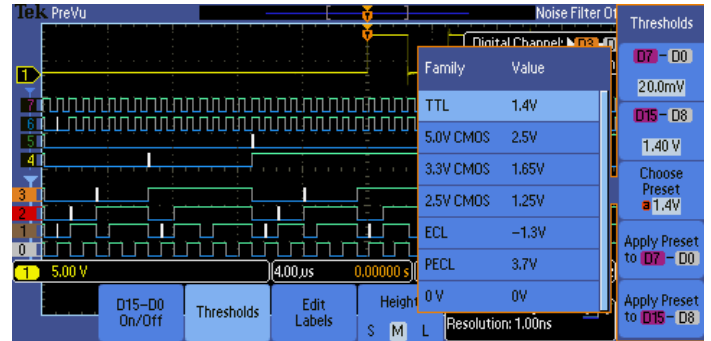 Tek PreVu
Noise Filter Of
Thresholds
Digital Channel: D3
D7 – D0
20.0mV
D15 – D8
1.40 V
Choose
Preset
a 1.4V
Apply Preset
to D7 – D0
Apply Preset
to D15 – D8
Family Value
TTL 1.4V
5.0V CMOS 2.5V
3.3V CMOS 1.65V
2.5V CMOS 1.25V
ECL −1.3V
PECL 3.7V
0 V 0V
1
7
6
5
4
3
2
1
0
1 5.00 V
4.00µs
0.00000 s
D15–D0
On/Off
Thresholds
Edit
Labels
Height
S M L
Resolution: 1.00ns